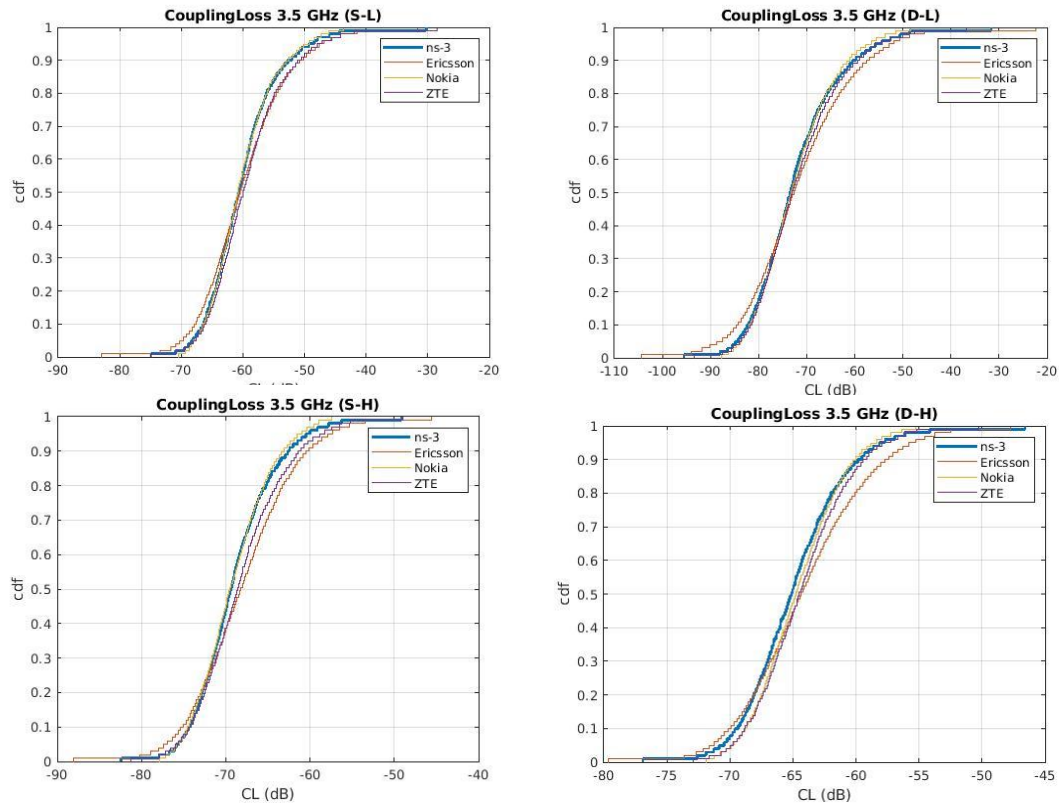 CouplingLoss 3.5 GHz (S-L)
1
0.9
0.8
0.7
0.6
0.5
0.4
0.3
0.2
0.1
0
cdf
ns-3
Ericsson
Nokia
ZTE
-90 -80 -70 -60 -50 -40 -30 -20
CL (dB)
CouplingLoss 3.5 GHz (D-L)
1
0.9
0.8
0.7
0.6
0.5
0.4
0.3
0.2
0.1
0
cdf
ns-3
Ericsson
Nokia
ZTE
-110 -100 -90 -80 -70 -60 -50 -40 -30 -20
CL (dB)
CouplingLoss 3.5 GHz (S-H)
1
0.9
0.8
0.7
0.6
0.5
0.4
0.3
0.2
0.1
0
cdf
ns-3
Ericsson
Nokia
ZTE
-90 -80 -70 -60 -50 -40
CL (dB)
CouplingLoss 3.5 GHz (D-H)
1
0.9
0.8
0.7
0.6
0.5
0.4
0.3
0.2
0.1
0
cdf
ns-3
Ericsson
Nokia
ZTE
-80 -75 -70 -65 -60 -55 -50 -45
CL (dB)